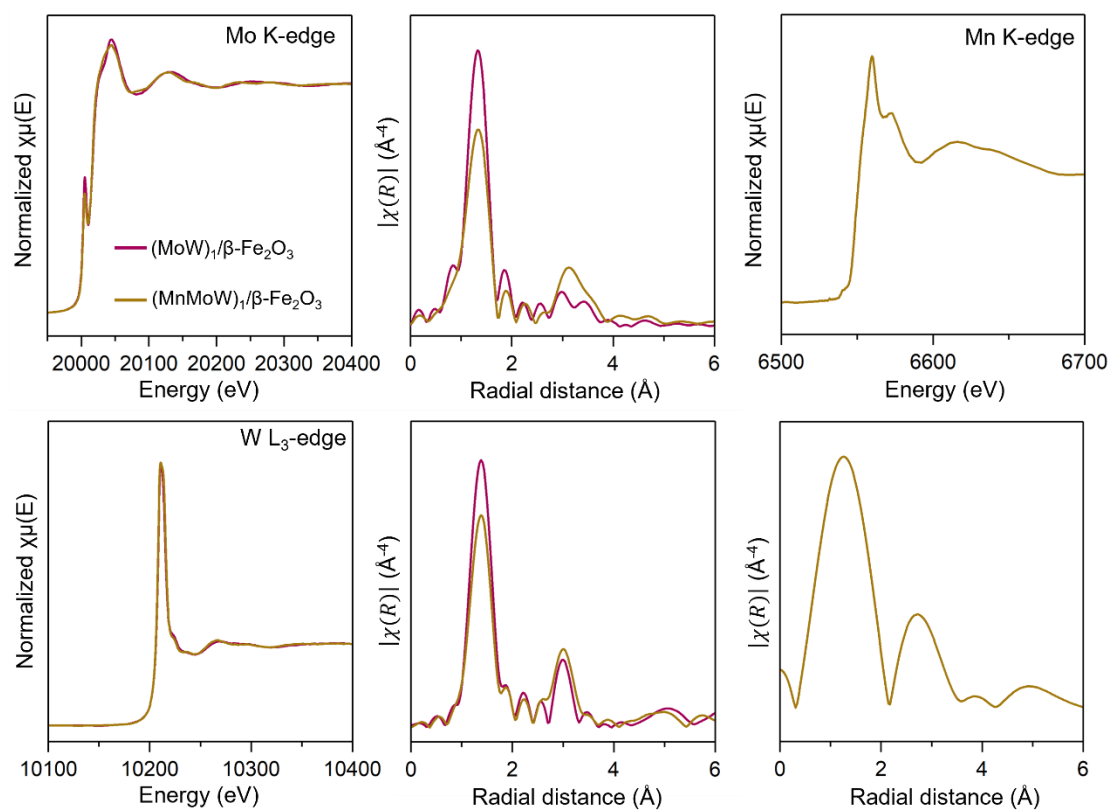 Mo K-edge
Normalized χμ(E)
(MoW)₁/β-Fe₂O₃
(MnMoW)₁/β-Fe₂O₃
20000 20100 20200 20300 20400
Energy (eV)
|χ(R)| (Å⁻⁴)
0 2 4 6
Radial distance (Å)
Mn K-edge
Normalized χμ(E)
6500 6600 6700
Energy (eV)
W L₃-edge
Normalized χμ(E)
10100 10200 10300 10400
Energy (eV)
|χ(R)| (Å⁻⁴)
0 2 4 6
Radial distance (Å)
|χ(R)| (Å⁻⁴)
0 2 4 6
Radial distance (Å)